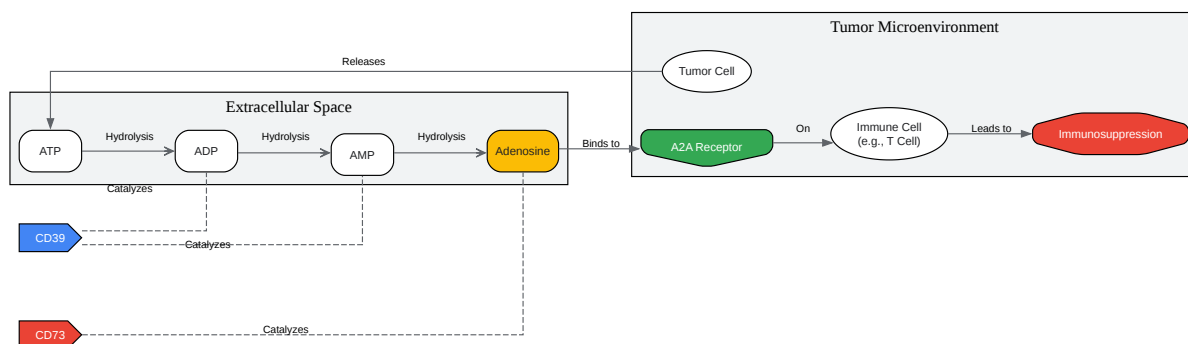 Tumor Microenvironment
Releases
Tumor Cell
Extracellular Space
ATP
Hydrolysis
ADP
Hydrolysis
AMP
Hydrolysis
Adenosine
Binds to
A2A Receptor
On
Immune Cell
(e.g., T Cell)
Leads to
Immunosuppression
Catalyzes
CD39
Catalyzes
CD73
Catalyzes